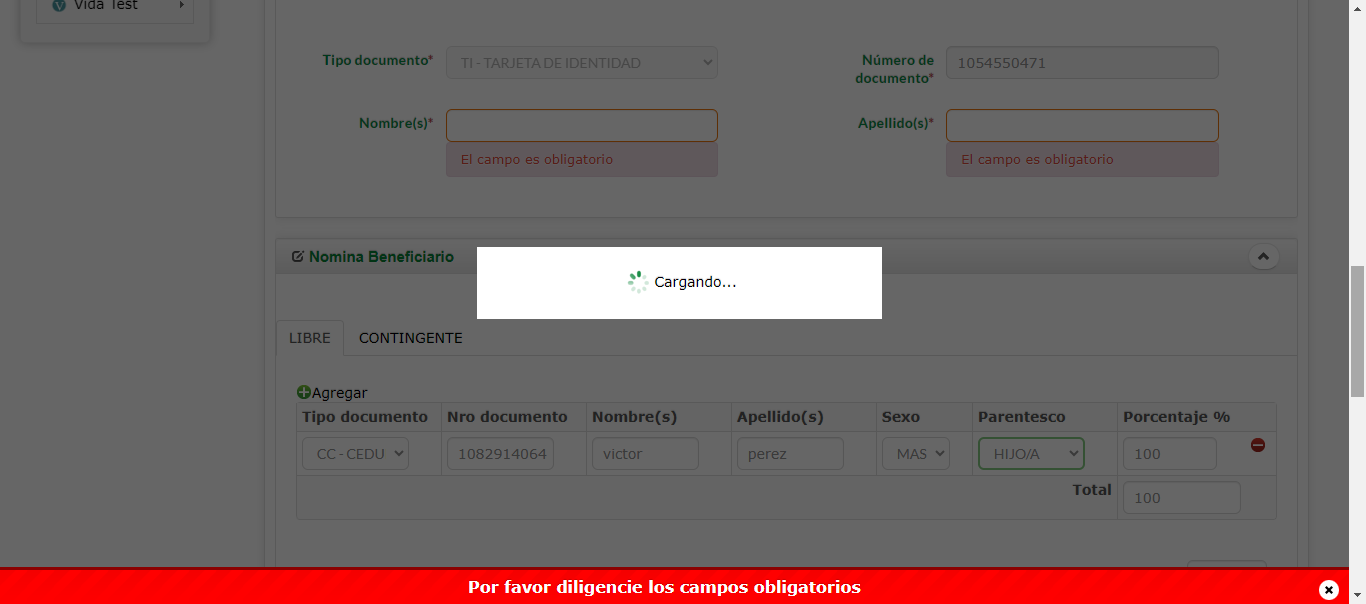 Vida Test
Tipo documento* TI - TARJETA DE IDENTIDAD Número de documento* 1054550471
Nombre(s)* Apellido(s)*
El campo es obligatorio El campo es obligatorio
Nomina Beneficiario
Cargando...
LIBRE CONTINGENTE
Agregar
Tipo documento Nro documento Nombre(s) Apellido(s) Sexo Parentesco Porcentaje %
CC - CEDU 1082914064 victor perez MAS HIJO/A 100
Total 100
Por favor diligencie los campos obligatorios